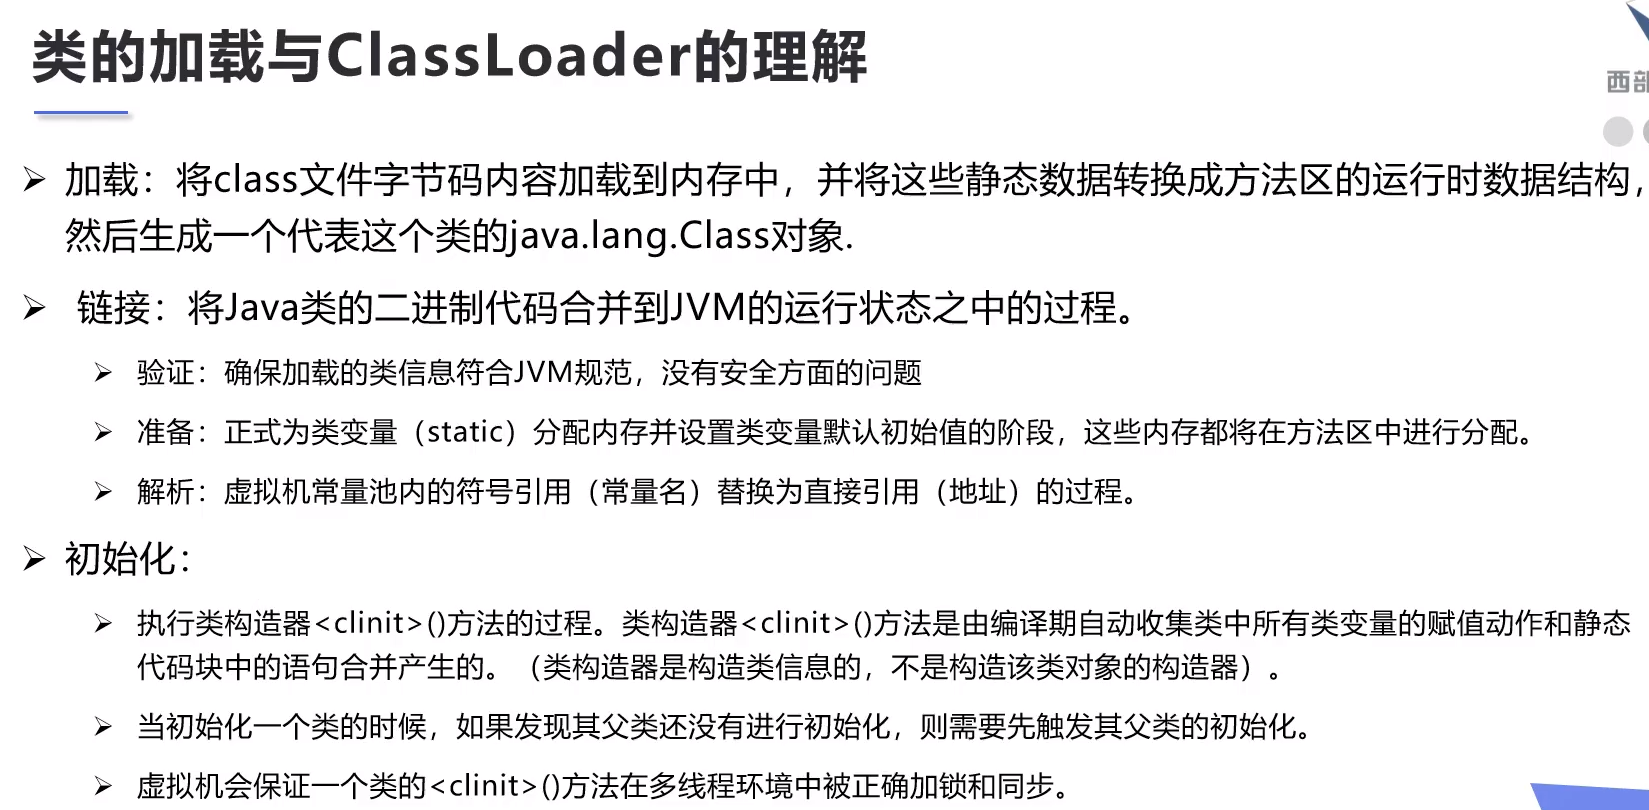 类的加载与ClassLoader的理解
西部
加载：将class文件字节码内容加载到内存中，并将这些静态数据转换成方法区的运行时数据结构，
然后生成一个代表这个类的java.lang.Class对象.
链接：将Java类的二进制代码合并到JVM的运行状态之中的过程。
验证：确保加载的类信息符合JVM规范，没有安全方面的问题
准备：正式为类变量（static）分配内存并设置类变量默认初始值的阶段，这些内存都将在方法区中进行分配。
解析：虚拟机常量池内的符号引用（常量名）替换为直接引用（地址）的过程。
初始化：
执行类构造器<clinit>()方法的过程。类构造器<clinit>()方法是由编译期自动收集类中所有类变量的赋值动作和静态
代码块中的语句合并产生的。（类构造器是构造类信息的，不是构造该类对象的构造器）。
当初始化一个类的时候，如果发现其父类还没有进行初始化，则需要先触发其父类的初始化。
虚拟机会保证一个类的<clinit>()方法在多线程环境中被正确加锁和同步。